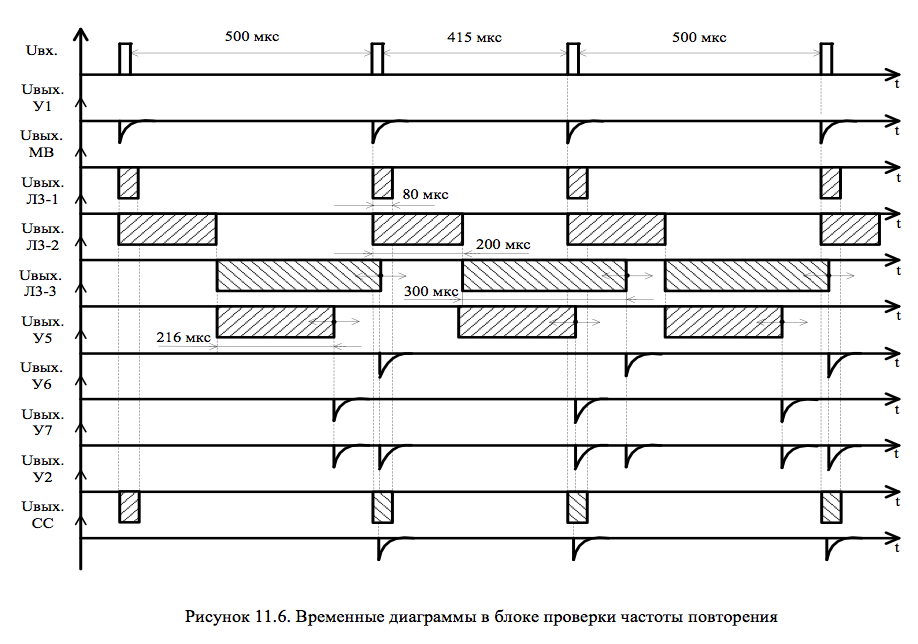 500 мкс 415 мкс 500 мкс
Uвх.
t
Uвых.
У1
t
Uвых.
МВ
t
Uвых.
ЛЗ-1
80 мкс
t
Uвых.
ЛЗ-2
200 мкс
t
Uвых.
ЛЗ-3
300 мкс
t
Uвых.
У5
216 мкс
t
Uвых.
У6
t
Uвых.
У7
t
Uвых.
У2
t
Uвых.
СС
t
Рисунок 11.6. Временные диаграммы в блоке проверки частоты повторения